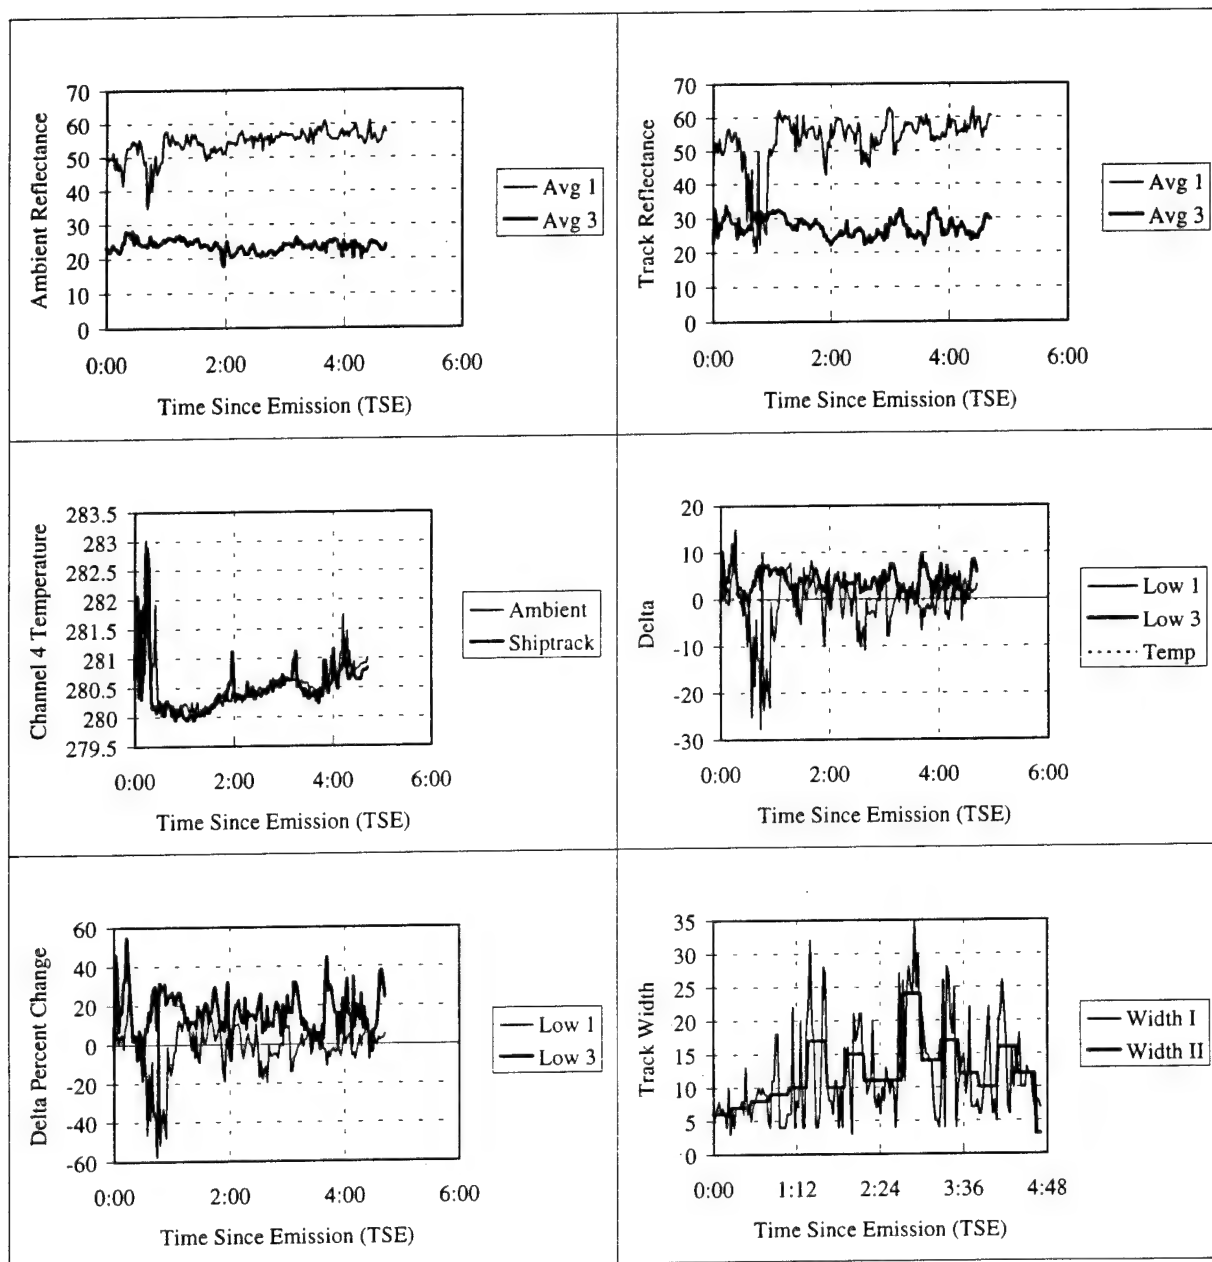 70
60
50
40
30
20
10
0
Ambient Reflectance
0:00 2:00 4:00 6:00
Time Since Emission (TSE)
Avg 1
Avg 3
70
60
50
40
30
20
10
0
Track Reflectance
0:00 2:00 4:00 6:00
Time Since Emission (TSE)
Avg 1
Avg 3
283.5
283
282.5
282
281.5
281
280.5
280
279.5
Channel 4 Temperature
0:00 2:00 4:00 6:00
Time Since Emission (TSE)
Ambient
Shiptrack
20
10
0
-10
-20
-30
Delta
0:00 2:00 4:00 6:00
Time Since Emission (TSE)
Low 1
Low 3
Temp
60
40
20
0
-20
-40
-60
Delta Percent Change
0:00 2:00 4:00 6:00
Time Since Emission (TSE)
Low 1
Low 3
35
30
25
20
15
10
5
0
Track Width
0:00 1:12 2:24 3:36 4:48
Time Since Emission (TSE)
Width I
Width II